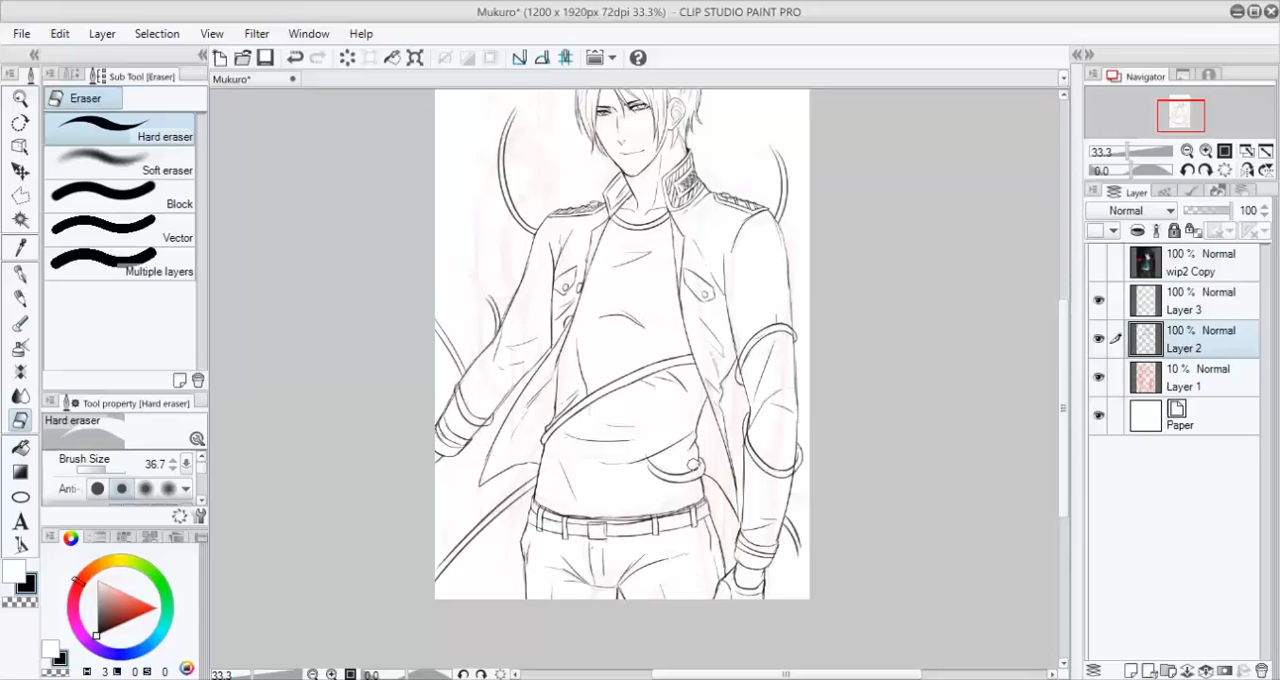 Mukuro* (1200 x 1920px 72dpi 33.3%) - CLIP STUDIO PAINT PRO
File Edit Layer Selection View Filter Window Help
Mukuro*
Sub Tool [Eraser]
Eraser
Hard eraser
Soft eraser
Block
Vector
Multiple layers
Tool property [Hard eraser]
Hard eraser
Brush Size 36.7
Anti-
H 3 L 0 S 0
33.3 0.0
Navigator
33.3
0.0
Layer
Normal 100
100 % Normal
wip2 Copy
100 % Normal
Layer 3
100 % Normal
Layer 2
10 % Normal
Layer 1
Paper